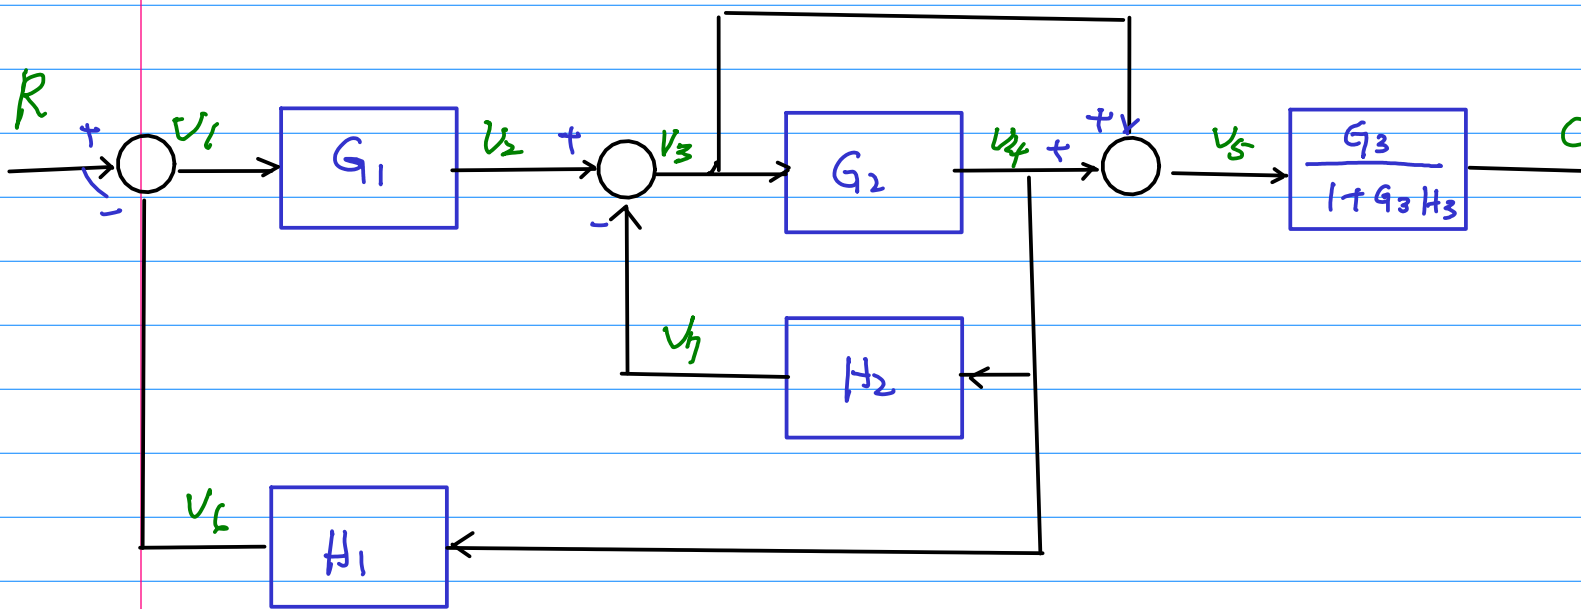 R + V1 G1 V2 + V3 G2 V4 + + V5 G3 C
- - 1+G3H3
V7 H2
V6 H1